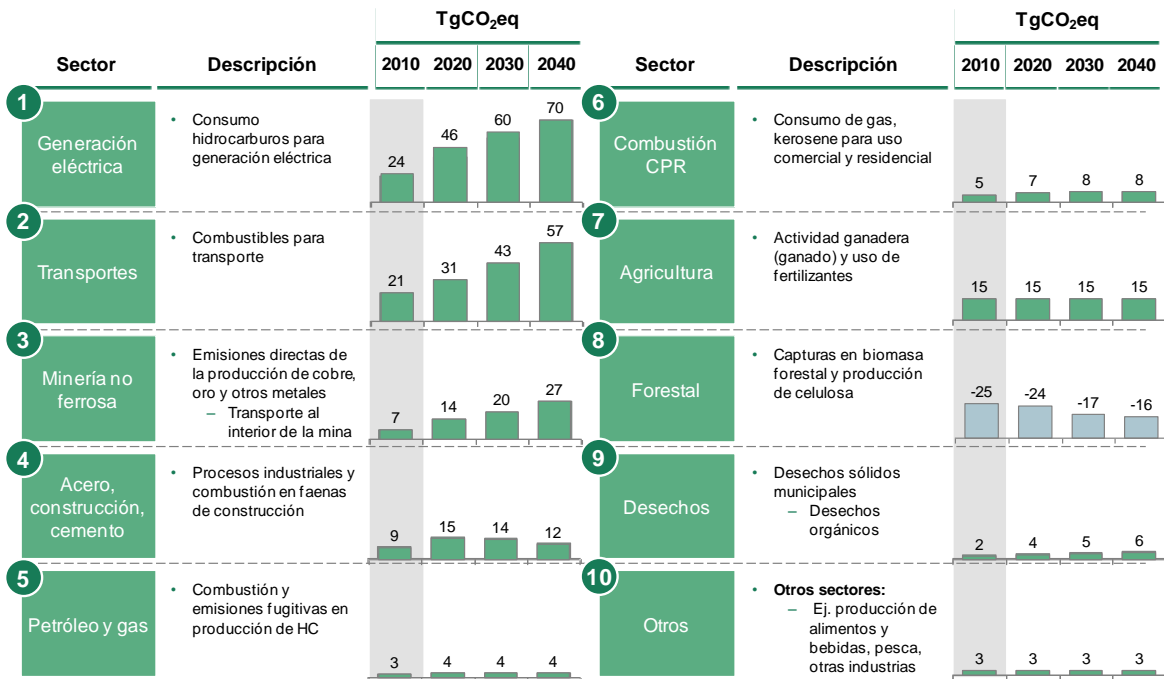 TgCO₂eq
Sector Descripción 2010 2020 2030 2040
1
Generación
eléctrica
• Consumo
hidrocarburos para
generación eléctrica
24 46 60 70
2
Transportes
• Combustibles para
transporte
21 31 43 57
3
Minería no
ferrosa
• Emisiones directas de
la producción de cobre,
oro y otros metales
– Transporte al
interior de la mina
7 14 20 27
4
Acero,
construcción,
cemento
• Procesos industriales y
combustión en faenas
de construcción
9 15 14 12
5
Petróleo y gas
• Combustión y
emisiones fugitivas en
producción de HC
3 4 4 4
TgCO₂eq
Sector Descripción 2010 2020 2030 2040
6
Combustión
CPR
• Consumo de gas,
kerosene para uso
comercial y residencial
5 7 8 8
7
Agricultura
• Actividad ganadera
(ganado) y uso de
fertilizantes
15 15 15 15
8
Forestal
• Capturas en biomasa
forestal y producción
de celulosa
-25 -24 -17 -16
9
Desechos
• Desechos sólidos
municipales
– Desechos
orgánicos
2 4 5 6
10
Otros
• Otros sectores:
– Ej. producción de
alimentos y
bebidas, pesca,
otras industrias
3 3 3 3